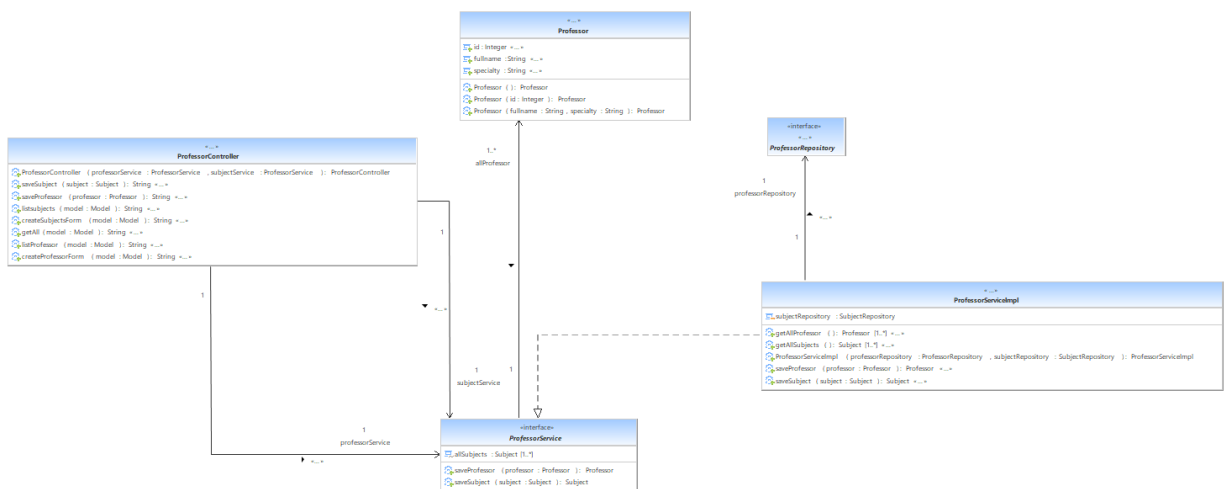 «...»
Professor
id : Integer «...»
fullname : String «...»
specialty : String «...»
Professor ( ): Professor
Professor ( id : Integer ): Professor
Professor ( fullname : String , specialty : String ): Professor
«interface»
«...»
ProfessorRepository
«...»
ProfessorController
ProfessorController ( professorService : ProfessorService , subjectService : ProfessorService ): ProfessorController
saveSubject ( subject : Subject ): String «...»
saveProfessor ( professor : Professor ): String «...»
listsubjects ( model : Model ): String «...»
createSubjectsForm ( model : Model ): String «...»
getAll ( model : Model ): String «...»
listProfessor ( model : Model ): String «...»
createProfessorForm ( model : Model ): String «...»
1..*
allProfessor
1
professorRepository
«...»
1
1
1
«...»
1
subjectService
1
1
professorService
«...»
«...»
ProfessorServiceImpl
subjectRepository : SubjectRepository
getAllProfessor ( ): Professor [1..*] «...»
getAllSubjects ( ): Subject [1..*] «...»
ProfessorServiceImpl ( professorRepository : ProfessorRepository , subjectRepository : SubjectRepository ): ProfessorServiceImpl
saveProfessor ( professor : Professor ): Professor «...»
saveSubject ( subject : Subject ): Subject «...»
«interface»
ProfessorService
allSubjects : Subject [1..*]
saveProfessor ( professor : Professor ): Professor
saveSubject ( subject : Subject ): Subject